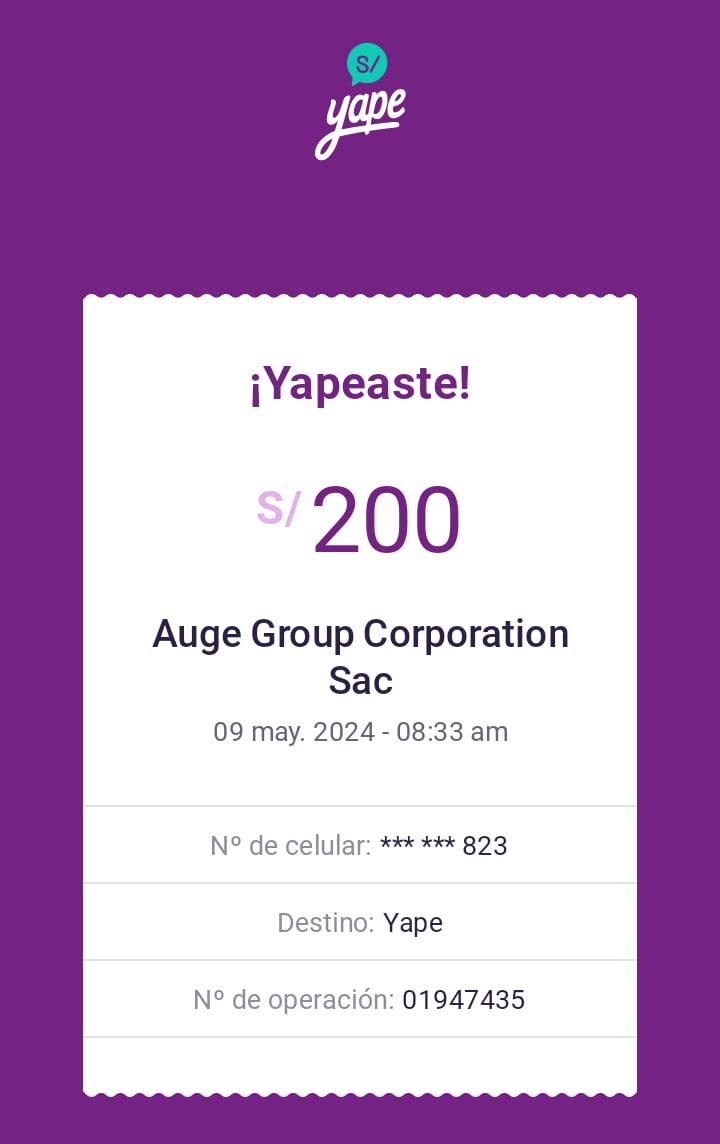 S/
yape
¡Yapeaste!
S/ 200
Auge Group Corporation
Sac
09 may. 2024 - 08:33 am
Nº de celular: *** *** 823
Destino: Yape
Nº de operación: 01947435